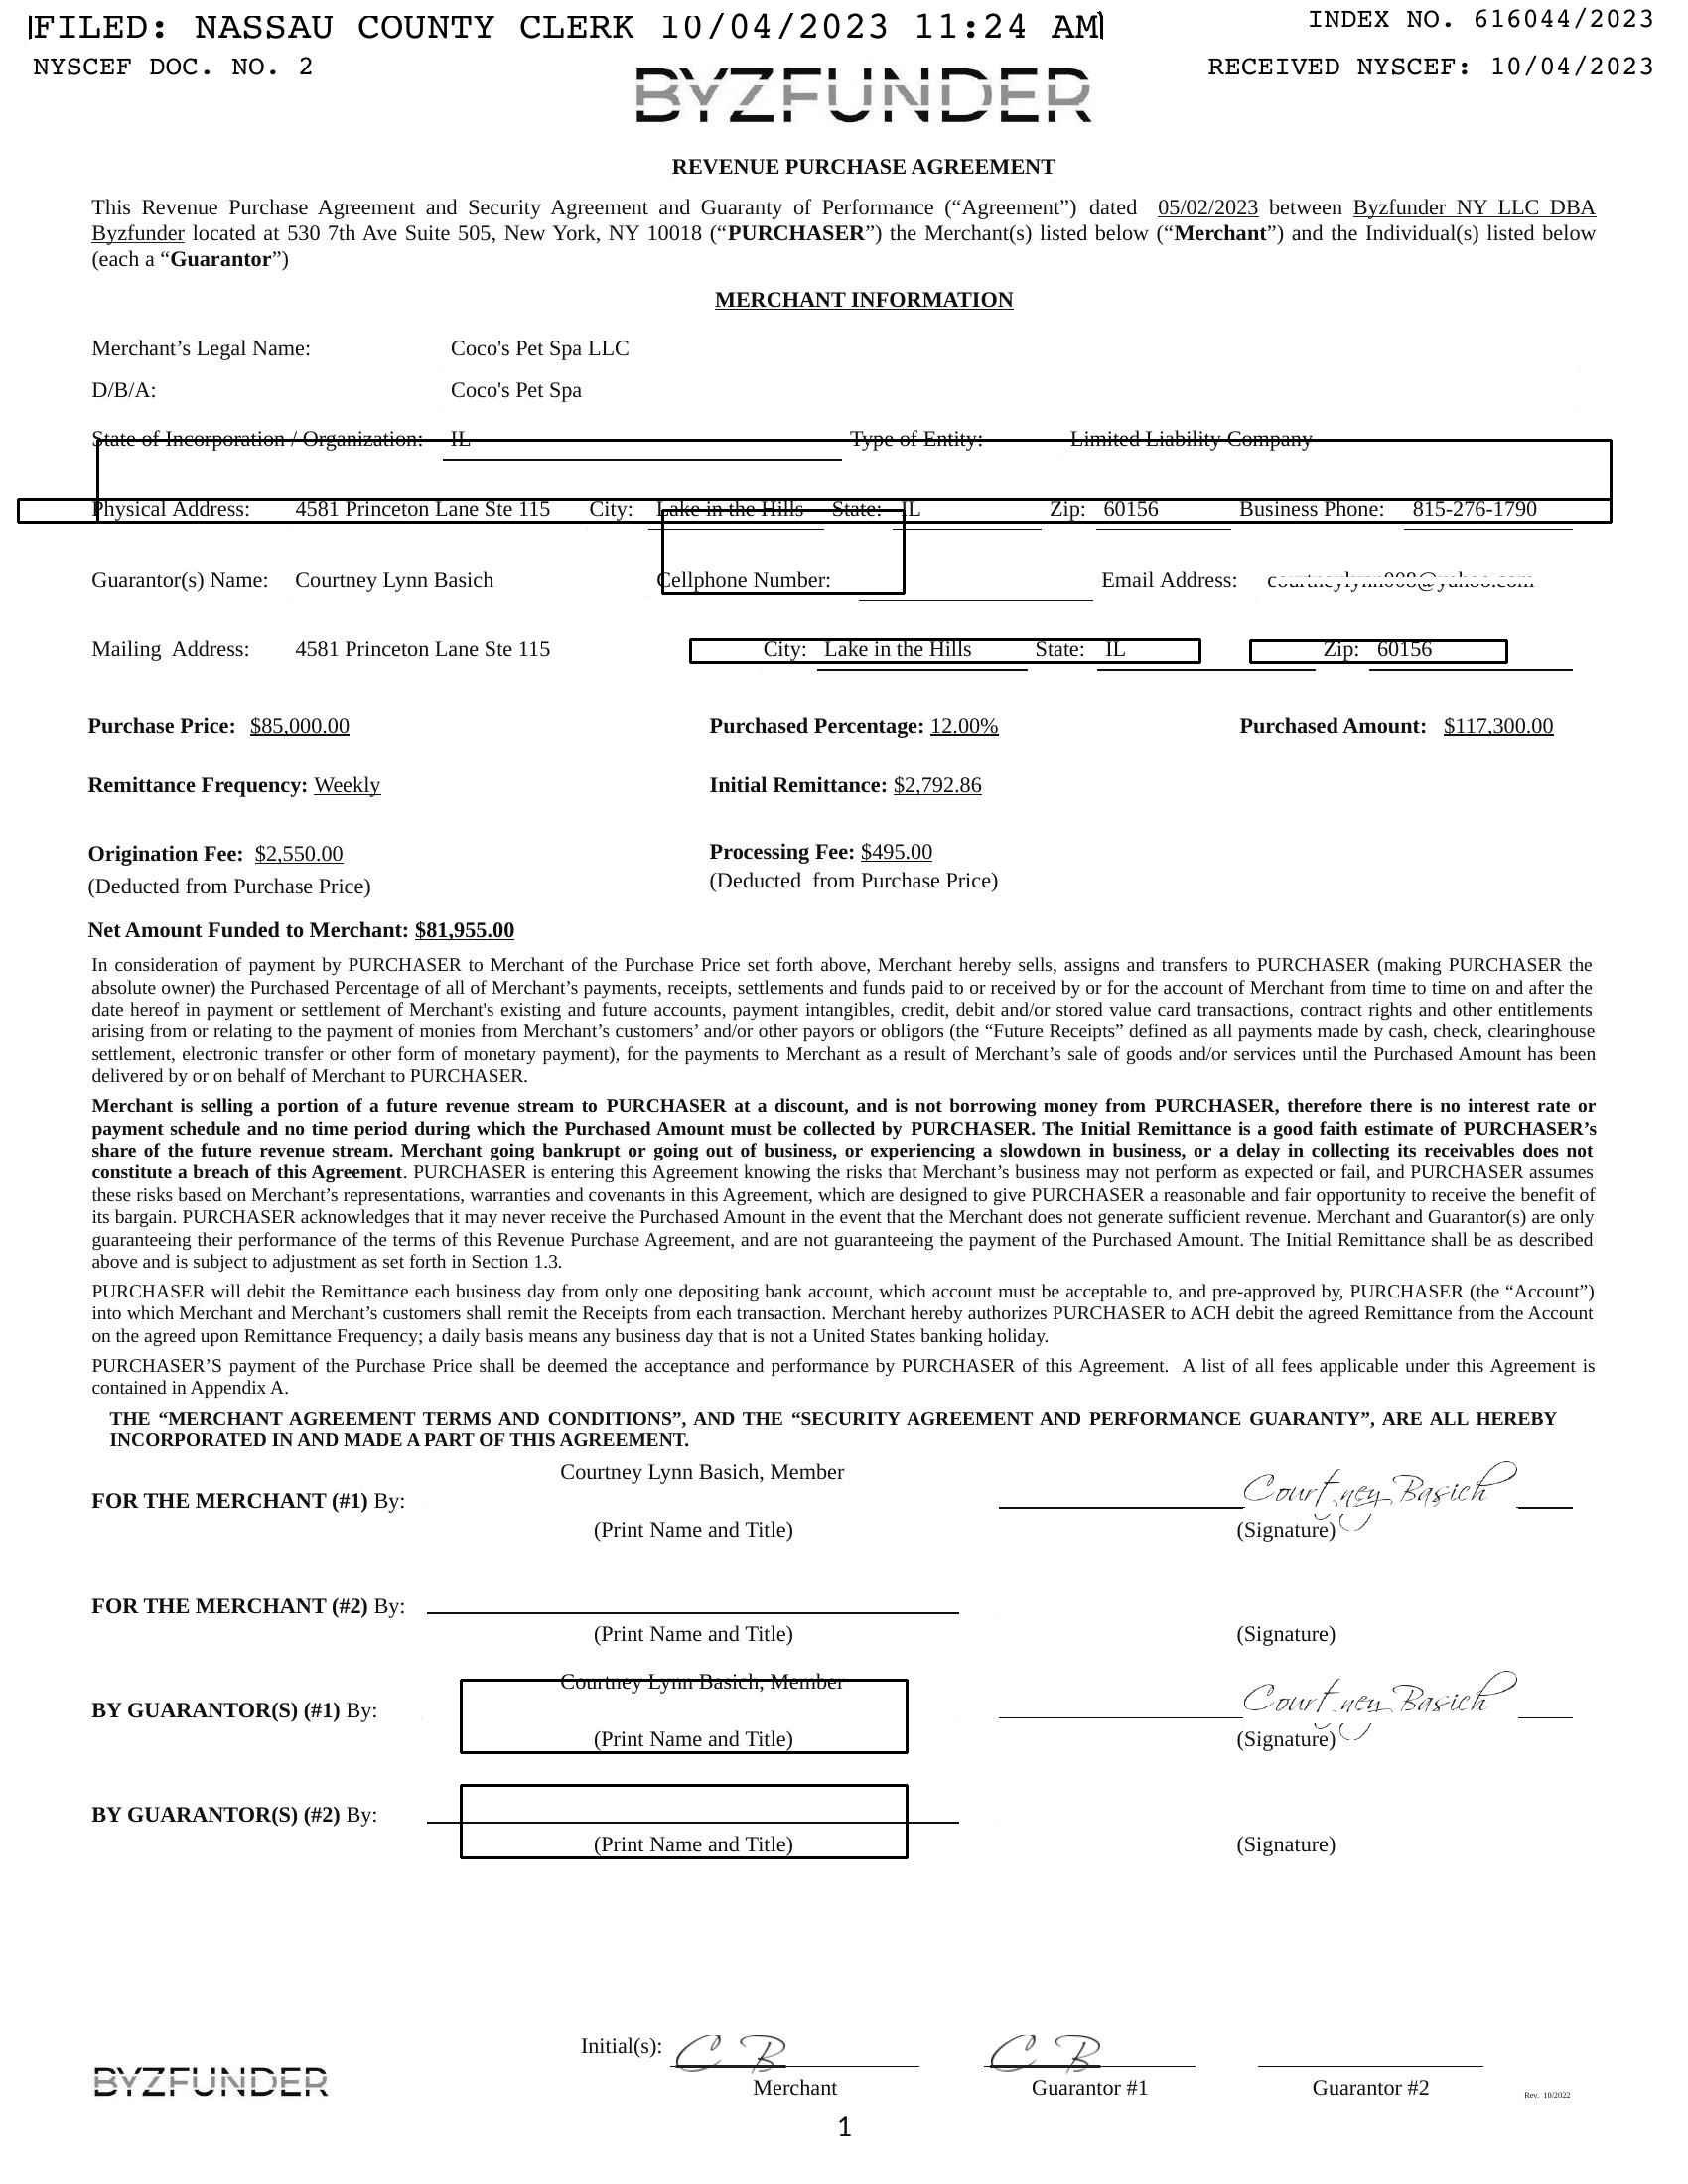 FILED: NASSAU COUNTY CLERK 10/04/2023 11:24 AM
INDEX NO. 616044/2023
NYSCEF DOC. NO. 2
RECEIVED NYSCEF: 10/04/2023
BYZFUNDER
REVENUE PURCHASE AGREEMENT
This Revenue Purchase Agreement and Security Agreement and Guaranty of Performance (“Agreement”) dated 05/02/2023 between Byzfunder NY LLC DBA
Byzfunder located at 530 7th Ave Suite 505, New York, NY 10018 (“PURCHASER”) the Merchant(s) listed below (“Merchant”) and the Individual(s) listed below
(each a “Guarantor”)
MERCHANT INFORMATION
Merchant’s Legal Name: Coco's Pet Spa LLC
D/B/A: Coco's Pet Spa
State of Incorporation / Organization: IL Type of Entity: Limited Liability Company
Physical Address: 4581 Princeton Lane Ste 115 City: Lake in the Hills State: IL Zip: 60156 Business Phone: 815-276-1790
Guarantor(s) Name: Courtney Lynn Basich Cellphone Number: Email Address:
Mailing Address: 4581 Princeton Lane Ste 115 City: Lake in the Hills State: IL Zip: 60156
Purchase Price: $85,000.00 Purchased Percentage: 12.00% Purchased Amount: $117,300.00
Remittance Frequency: Weekly Initial Remittance: $2,792.86
Origination Fee: $2,550.00 Processing Fee: $495.00
(Deducted from Purchase Price) (Deducted from Purchase Price)
Net Amount Funded to Merchant: $81,955.00
In consideration of payment by PURCHASER to Merchant of the Purchase Price set forth above, Merchant hereby sells, assigns and transfers to PURCHASER (making PURCHASER the
absolute owner) the Purchased Percentage of all of Merchant’s payments, receipts, settlements and funds paid to or received by or for the account of Merchant from time to time on and after the
date hereof in payment or settlement of Merchant's existing and future accounts, payment intangibles, credit, debit and/or stored value card transactions, contract rights and other entitlements
arising from or relating to the payment of monies from Merchant’s customers’ and/or other payors or obligors (the “Future Receipts” defined as all payments made by cash, check, clearinghouse
settlement, electronic transfer or other form of monetary payment), for the payments to Merchant as a result of Merchant’s sale of goods and/or services until the Purchased Amount has been
delivered by or on behalf of Merchant to PURCHASER.
Merchant is selling a portion of a future revenue stream to PURCHASER at a discount, and is not borrowing money from PURCHASER, therefore there is no interest rate or
payment schedule and no time period during which the Purchased Amount must be collected by PURCHASER. The Initial Remittance is a good faith estimate of PURCHASER’s
share of the future revenue stream. Merchant going bankrupt or going out of business, or experiencing a slowdown in business, or a delay in collecting its receivables does not
constitute a breach of this Agreement. PURCHASER is entering this Agreement knowing the risks that Merchant’s business may not perform as expected or fail, and PURCHASER assumes
these risks based on Merchant’s representations, warranties and covenants in this Agreement, which are designed to give PURCHASER a reasonable and fair opportunity to receive the benefit of
its bargain. PURCHASER acknowledges that it may never receive the Purchased Amount in the event that the Merchant does not generate sufficient revenue. Merchant and Guarantor(s) are only
guaranteeing their performance of the terms of this Revenue Purchase Agreement, and are not guaranteeing the payment of the Purchased Amount. The Initial Remittance shall be as described
above and is subject to adjustment as set forth in Section 1.3.
PURCHASER will debit the Remittance each business day from only one depositing bank account, which account must be acceptable to, and pre-approved by, PURCHASER (the “Account”)
into which Merchant and Merchant’s customers shall remit the Receipts from each transaction. Merchant hereby authorizes PURCHASER to ACH debit the agreed Remittance from the Account
on the agreed upon Remittance Frequency; a daily basis means any business day that is not a United States banking holiday.
PURCHASER’S payment of the Purchase Price shall be deemed the acceptance and performance by PURCHASER of this Agreement. A list of all fees applicable under this Agreement is
contained in Appendix A.
THE “MERCHANT AGREEMENT TERMS AND CONDITIONS”, AND THE “SECURITY AGREEMENT AND PERFORMANCE GUARANTY”, ARE ALL HEREBY
INCORPORATED IN AND MADE A PART OF THIS AGREEMENT.
Courtney Lynn Basich, Member
FOR THE MERCHANT (#1) By: Courtney Basich
(Print Name and Title) (Signature)
FOR THE MERCHANT (#2) By:
(Print Name and Title) (Signature)
Courtney Lynn Basich, Member
BY GUARANTOR(S) (#1) By: Courtney Basich
(Print Name and Title) (Signature)
BY GUARANTOR(S) (#2) By:
(Print Name and Title) (Signature)
Initial(s): C B C B
BYZFUNDER
Merchant Guarantor #1 Guarantor #2 Rev. 10/2022
1